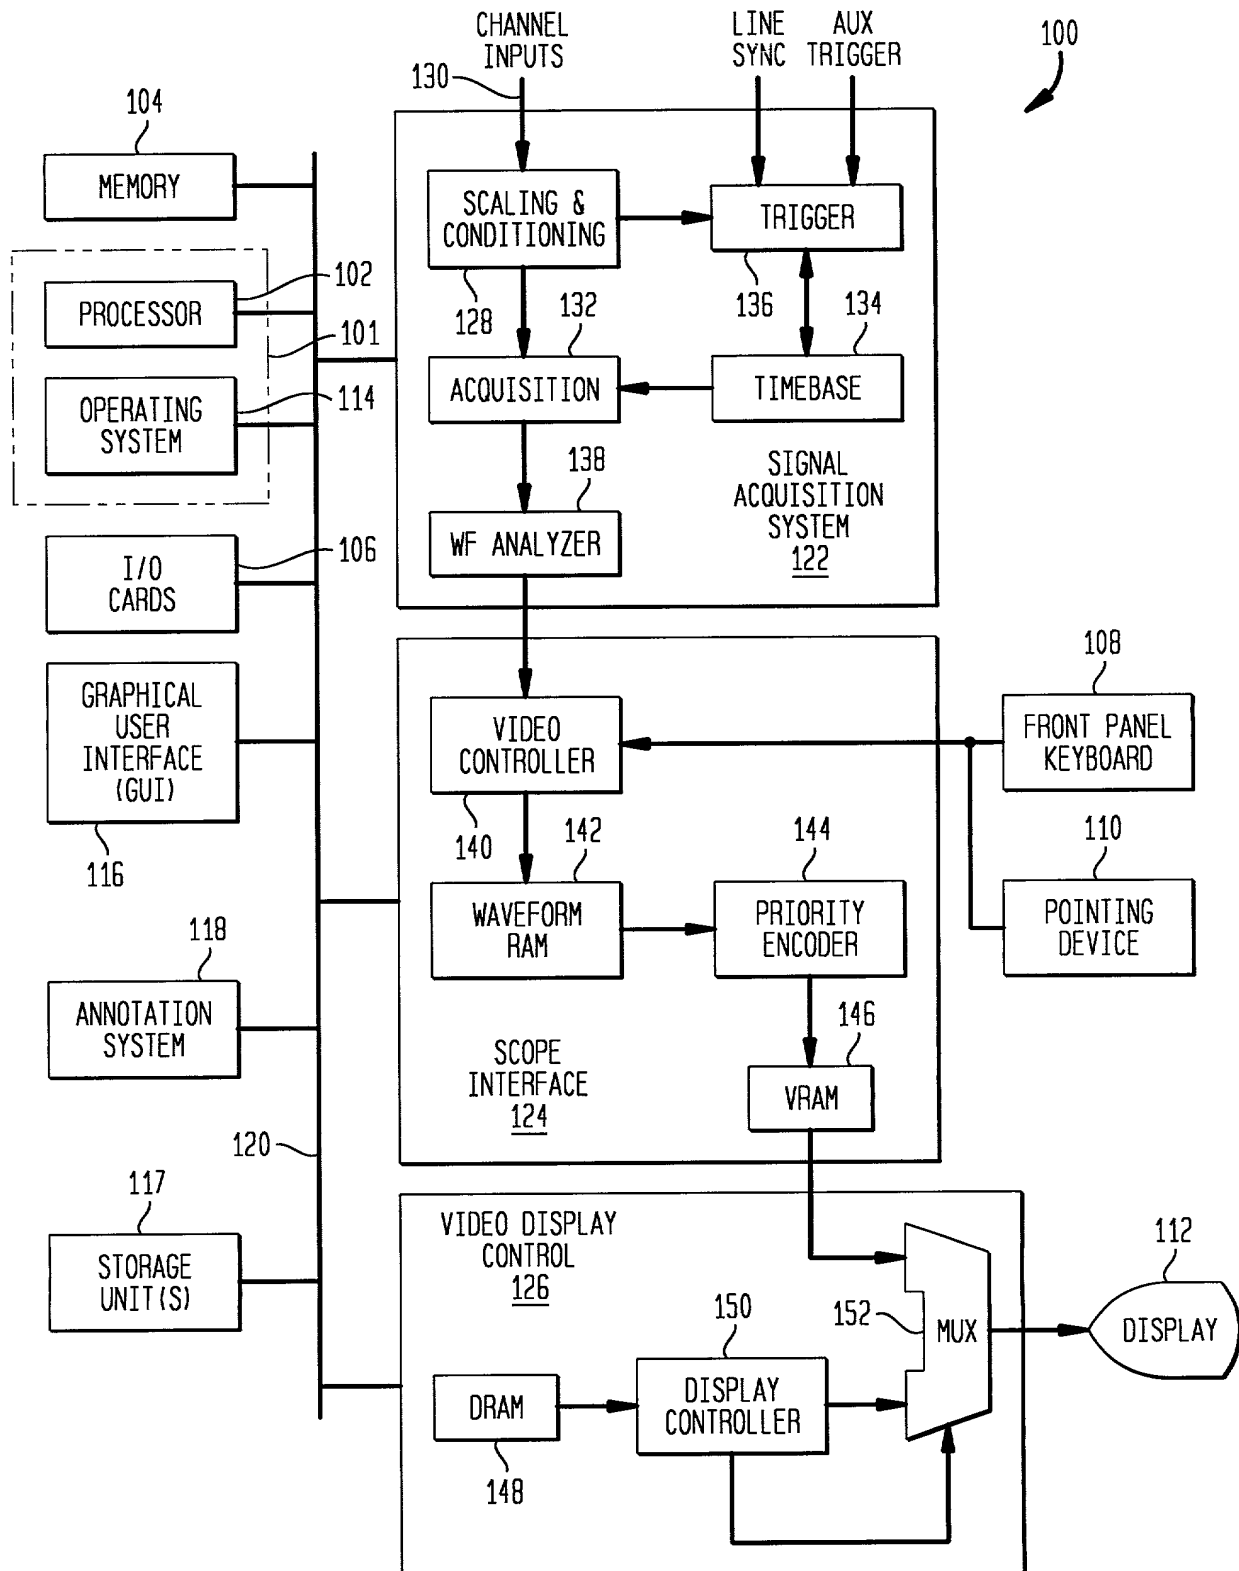 CHANNEL
INPUTS
LINE
SYNC
AUX
TRIGGER
100
130
104
MEMORY
SCALING &
CONDITIONING
TRIGGER
128
136
102
PROCESSOR
101
132
134
ACQUISITION
TIMEBASE
OPERATING
SYSTEM
114
138
SIGNAL
ACQUISITION
SYSTEM
122
WF ANALYZER
I/O
CARDS
106
GRAPHICAL
USER
INTERFACE
(GUI)
116
VIDEO
CONTROLLER
140
108
FRONT PANEL
KEYBOARD
142
144
110
WAVEFORM
RAM
PRIORITY
ENCODER
POINTING
DEVICE
118
ANNOTATION
SYSTEM
SCOPE
INTERFACE
124
146
VRAM
120
117
STORAGE
UNIT(S)
VIDEO DISPLAY
CONTROL
126
152
MUX
112
DISPLAY
150
DRAM
148
DISPLAY
CONTROLLER